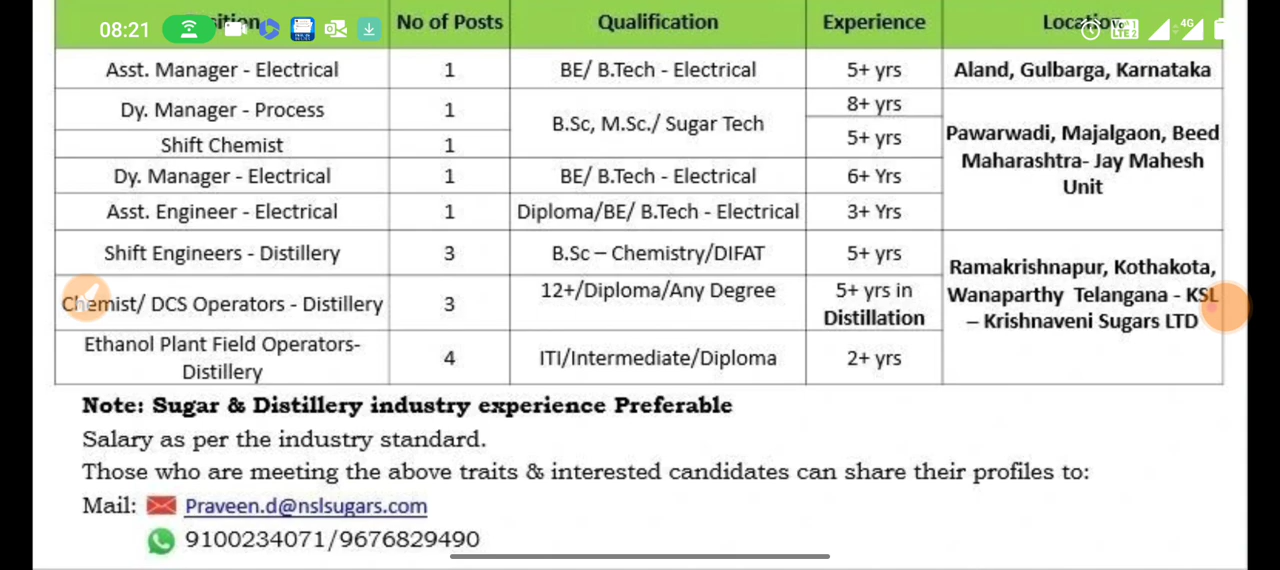 08:21
No of Posts Qualification Experience
Asst. Manager - Electrical 1 BE/ B.Tech - Electrical 5+ yrs Aland, Gulbarga, Karnataka
Dy. Manager - Process 1 B.Sc, M.Sc./ Sugar Tech 8+ yrs
Shift Chemist 1 5+ yrs
Pawarwadi, Majalgaon, Beed
Maharashtra- Jay Mahesh
Unit
Dy. Manager - Electrical 1 BE/ B.Tech - Electrical 6+ Yrs
Asst. Engineer - Electrical 1 Diploma/BE/ B.Tech - Electrical 3+ Yrs
Shift Engineers - Distillery 3 B.Sc – Chemistry/DIFAT 5+ yrs
Chemist/ DCS Operators - Distillery 3 12+/Diploma/Any Degree 5+ yrs in
Distillation
Ramakrishnapur, Kothakota,
Wanaparthy Telangana - KSL
– Krishnaveni Sugars LTD
Ethanol Plant Field Operators-
Distillery 4 ITI/Intermediate/Diploma 2+ yrs
Note: Sugar & Distillery industry experience Preferable
Salary as per the industry standard.
Those who are meeting the above traits & interested candidates can share their profiles to:
Mail: Praveen.d@nslsugars.com
9100234071/9676829490